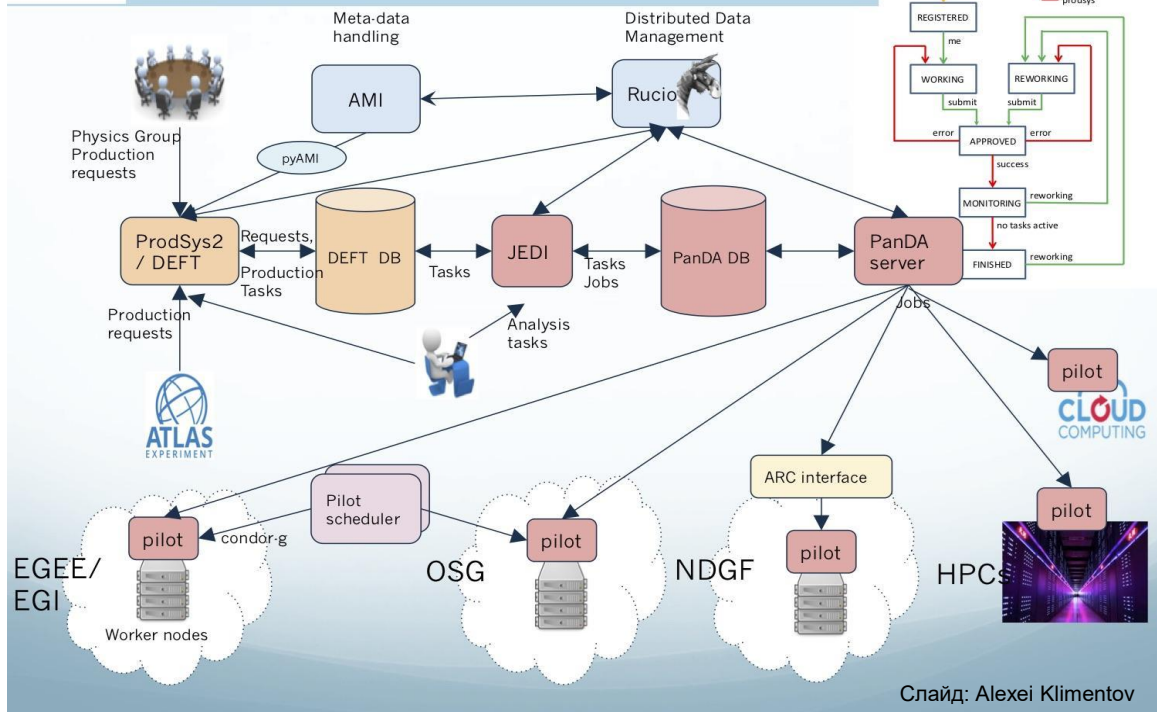 Meta-data
handling
Distributed Data
Management
prodsys
REGISTERED
me
WORKING
REWORKING
submit
submit
error
APPROVED
error
success
MONITORING
reworking
no tasks active
FINISHED
reworking
AMI
Rucio
Physics Group
Production
requests
pyAMI
ProdSys2
/ DEFT
Requests,
Production
Tasks
DEFT DB
Tasks
JEDI
Tasks
Jobs
PanDA DB
PanDA
server
Jobs
Production
requests
Analysis
tasks
ATLAS
EXPERIMENT
pilot
CLOUD
COMPUTING
Pilot
scheduler
ARC interface
pilot
condor-g
pilot
pilot
pilot
EGEE/
EGI
OSG
NDGF
HPCs
Worker nodes
Слайд: Alexei Klimentov